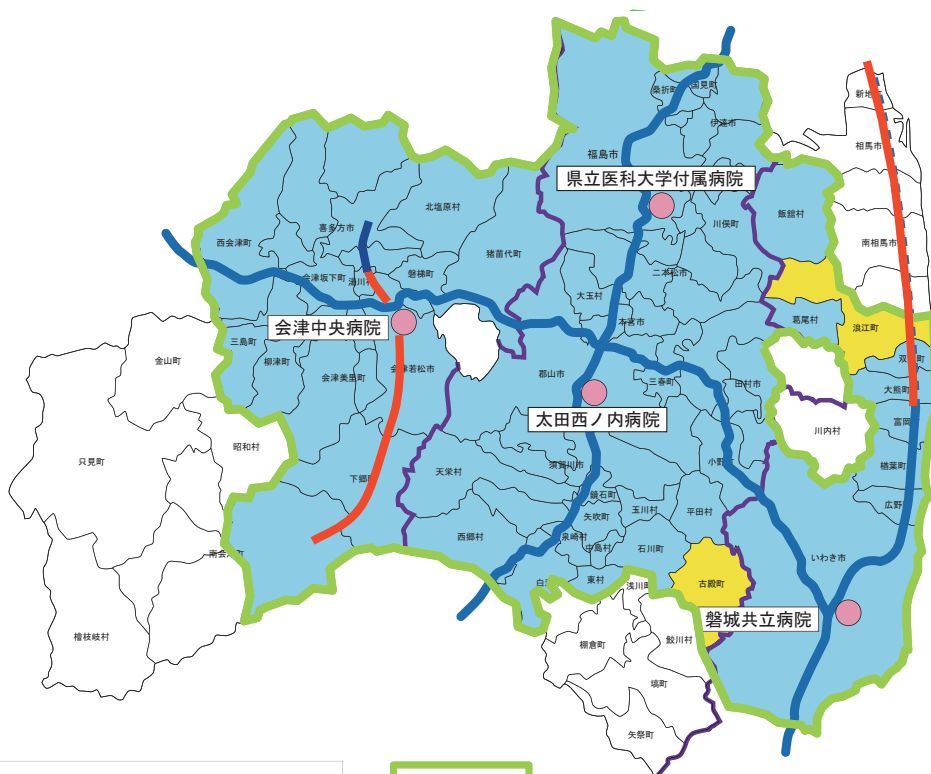 国見町
桑折町
新地町
伊達市
相馬市
福島市
県立医科大学付属病院
北塩原村
飯館村
川俣町
喜多方市
西会津町
南相馬市
猪苗代町
磐梯町
二本松市
会津坂下町
湯川村
大玉村
葛尾村
浪江町
本宮市
会津中央病院
三島町
双葉町
金山町
柳津町
会津若松市
会津美里町
郡山市
三春町
田村市
大熊町
太田西ノ内病院
富岡町
川内村
昭和村
只見町
天栄村
須賀川市
小野町
楢葉町
下郷町
鏡石町
玉川村
平田村
広野町
矢吹町
西郷村
泉崎村
中島村
石川町
南会津町
いわき市
白河市
東村
浅川町
古殿町
磐城共立病院
檜枝岐村
棚倉町
鮫川村
塙町
矢祭町